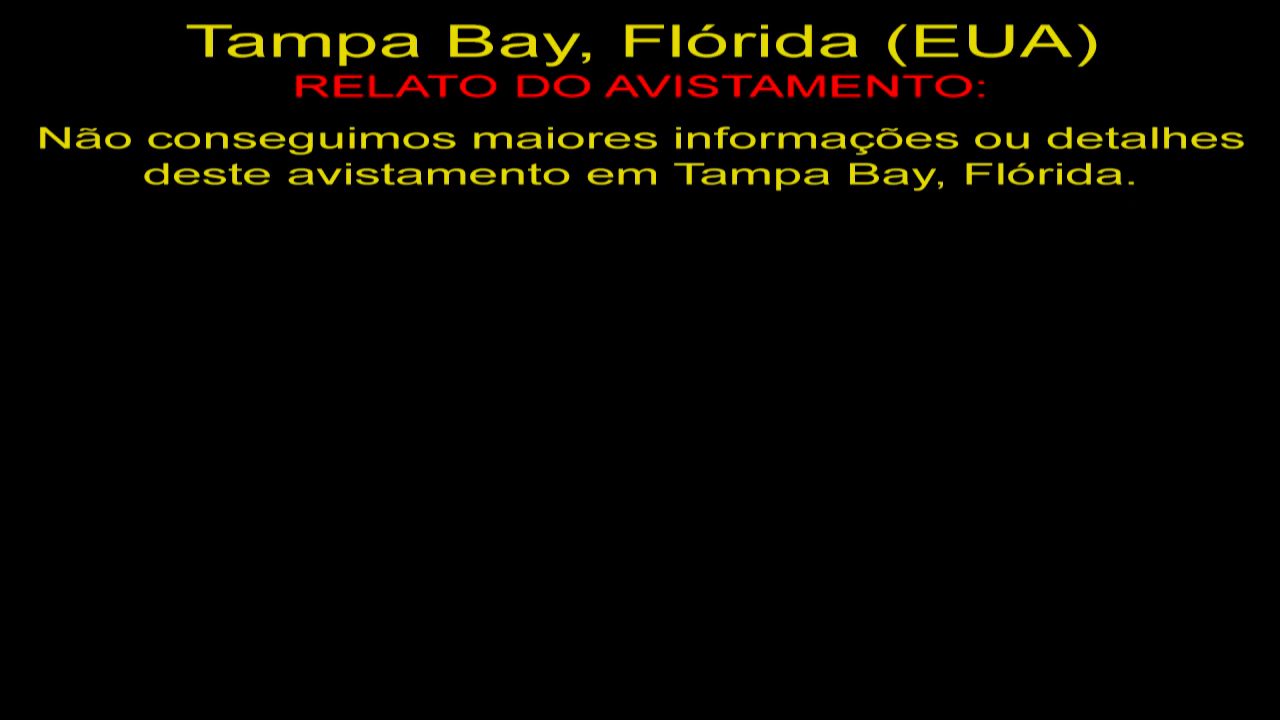 Tampa Bay, Flórida (EUA)
RELATO DO AVISTAMENTO:
Não conseguimos maiores informações ou detalhes
deste avistamento em Tampa Bay, Flórida.